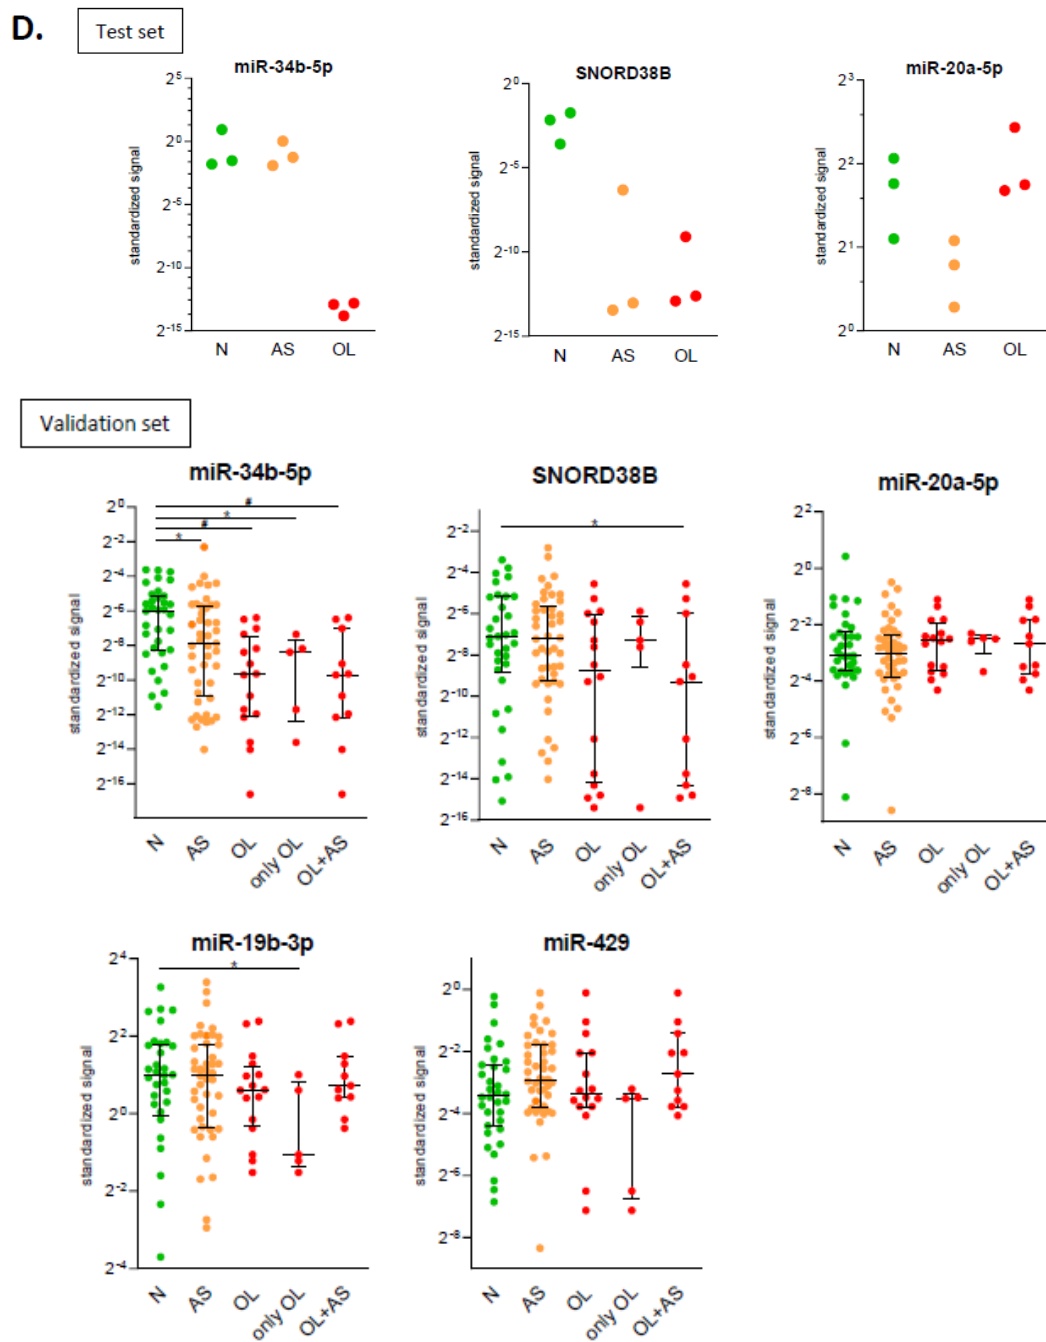 D.
Test set
miR-34b-5p
SNORD38B
miR-20a-5p
standardized signal
2^5
2^0
2^-5
2^-10
2^-15
N AS OL
standardized signal
2^0
2^-5
2^-10
2^-15
N AS OL
standardized signal
2^3
2^2
2^1
2^0
N AS OL
Validation set
miR-34b-5p
SNORD38B
miR-20a-5p
standardized signal
2^0
2^-2
2^-4
2^-6
2^-8
2^-10
2^-12
2^-14
2^-16
#
*
#
*
N AS OL only OL OL+AS
standardized signal
2^-2
2^-4
2^-6
2^-8
2^-10
2^-12
2^-14
2^-16
*
N AS OL only OL OL+AS
standardized signal
2^2
2^0
2^-2
2^-4
2^-6
2^-8
N AS OL only OL OL+AS
miR-19b-3p
miR-429
standardized signal
2^4
2^2
2^0
2^-2
2^-4
*
N AS OL only OL OL+AS
standardized signal
2^0
2^-2
2^-4
2^-6
2^-8
N AS OL only OL OL+AS